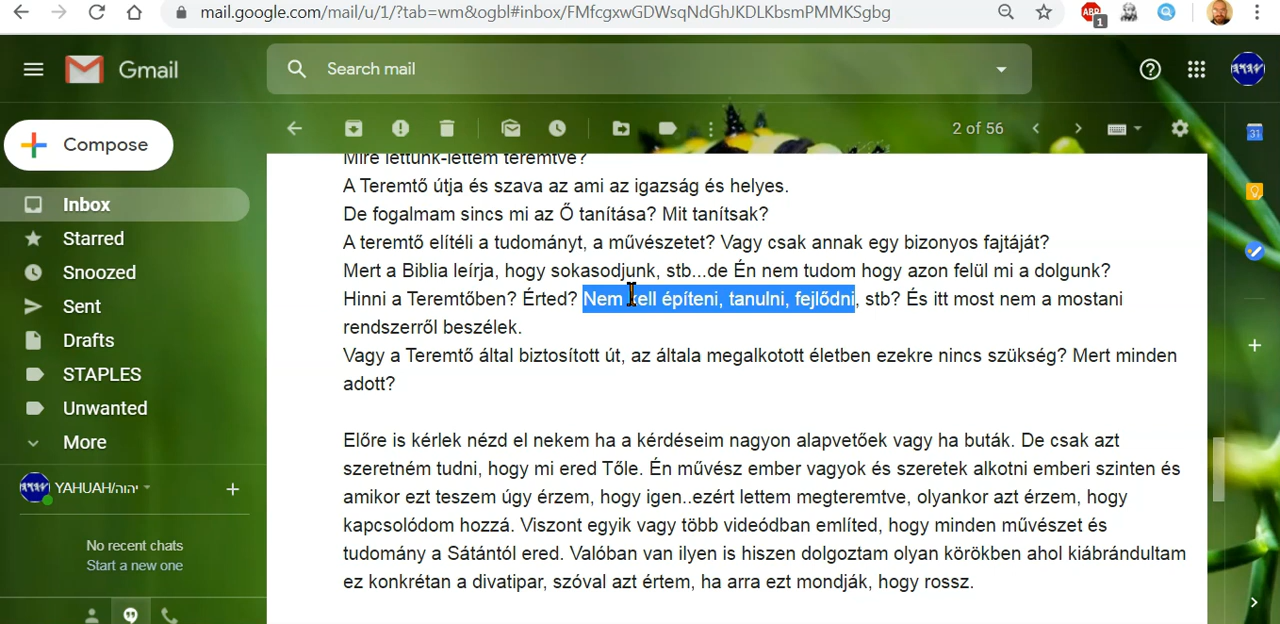 mail.google.com/mail/u/1/?tab=wm&ogbl#inbox/FMfcgxwGDWsqNdGhJKDLKbsmPMMKSgbg
ABP
1
Gmail
Search mail
Compose
2 of 56
31
Inbox
Starred
Snoozed
Sent
Drafts
STAPLES
Unwanted
More
YAHUAH/יהוה
No recent chats
Start a new one
Mire lettünk-lettem teremtve?
A Teremtő útja és szava az ami az igazság és helyes.
De fogalmam sincs mi az Ő tanítása? Mit tanítsak?
A teremtő elítéli a tudományt, a művészetet? Vagy csak annak egy bizonyos fajtáját?
Mert a Biblia leírja, hogy sokasodjunk, stb...de Én nem tudom hogy azon felül mi a dolgunk?
Hinni a Teremtőben? Érted? Nem kell építeni, tanulni, fejlődni, stb? És itt most nem a mostani
rendszerről beszélek.
Vagy a Teremtő által biztosított út, az általa megalkotott életben ezekre nincs szükség? Mert minden
adott?
Előre is kérlek nézd el nekem ha a kérdéseim nagyon alapvetőek vagy ha buták. De csak azt
szeretném tudni, hogy mi ered Tőle. Én művész ember vagyok és szeretek alkotni emberi szinten és
amikor ezt teszem úgy érzem, hogy igen..ezért lettem megteremtve, olyankor azt érzem, hogy
kapcsolódom hozzá. Viszont egyik vagy több videódban említed, hogy minden művészet és
tudomány a Sátántól ered. Valóban van ilyen is hiszen dolgoztam olyan körökben ahol kiábrándultam
ez konkrétan a divatipar, szóval azt értem, ha arra ezt mondják, hogy rossz.